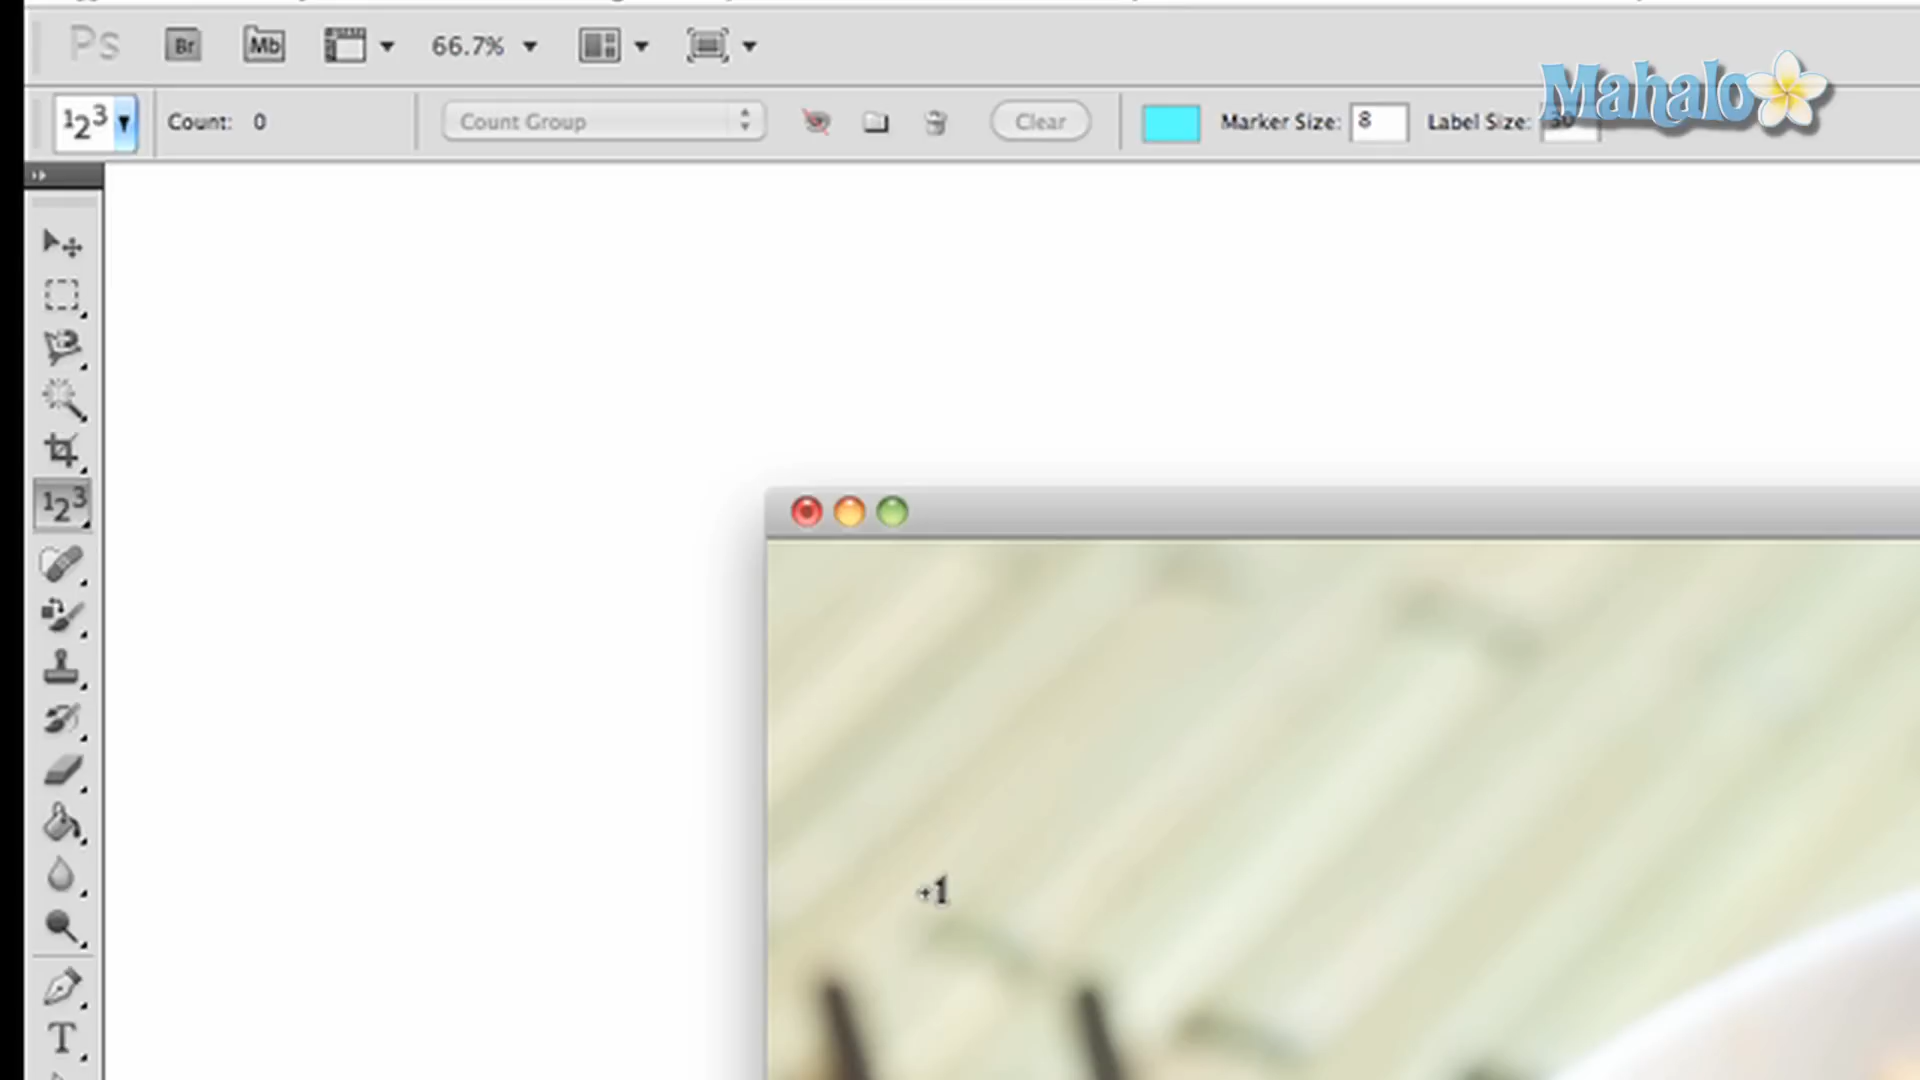 Ps Br Mb 66.7%
Mahalo
123 Count: 0 Count Group Clear Marker Size: 8 Label Size:
123
+1
T